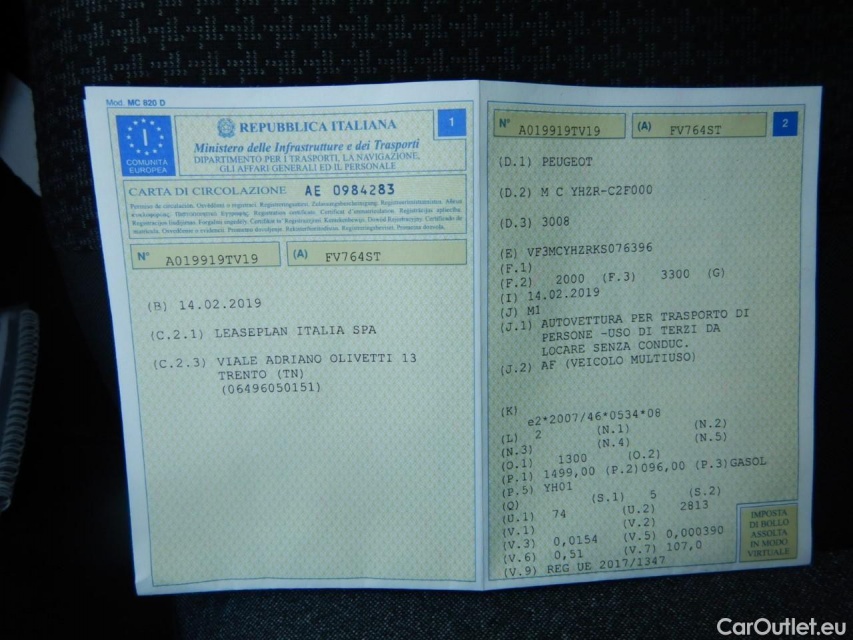 Mod. MC 820 D
I
COMUNITÀ
EUROPEA
REPUBBLICA ITALIANA
Ministero delle Infrastrutture e dei Trasporti
DIPARTIMENTO PER I TRASPORTI, LA NAVIGAZIONE,
GLI AFFARI GENERALI ED IL PERSONALE
1
CARTA DI CIRCOLAZIONE AE 0984283
N° A019919TV19 (A) FV764ST
(B) 14.02.2019
(C.2.1) LEASEPLAN ITALIA SPA
(C.2.3) VIALE ADRIANO OLIVETTI 13
TRENTO (TN)
(06496050151)
N° A019919TV19 (A) FV764ST 2
(D.1) PEUGEOT
(D.2) M C YHZR-C2F000
(D.3) 3008
(E) VF3MCYHZRKS076396
(F.1)
(F.2) 2000 (F.3) 3300 (G)
(I) 14.02.2019
(J) M1
(J.1) AUTOVETTURA PER TRASPORTO DI
PERSONE -USO DI TERZI DA
LOCARE SENZA CONDUC.
(J.2) AF (VEICOLO MULTIUSO)
(K)
e2*2007/46*0534*08
(L) 2 (N.1) (N.2)
(N.3) (N.4) (N.5)
(O.1) 1300 (O.2)
(P.1) 1499,00 (P.2)096,00 (P.3)GASOL
(P.5) YH01
(Q) (S.1) 5 (S.2)
(U.1) 74 (U.2) 2813
(V.1) (V.2)
(V.3) 0,0154 (V.5) 0,000390
(V.6) 0,51 (V.7) 107,0
(V.9) REG UE 2017/1347
IMPOSTA
DI BOLLO
ASSOLTA
IN MODO
VIRTUALE
CarOutlet.eu